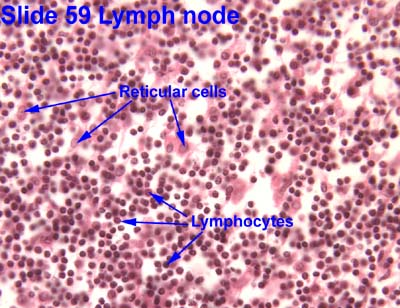 Slide 59 Lymph node
Reticular cells
Lymphocytes